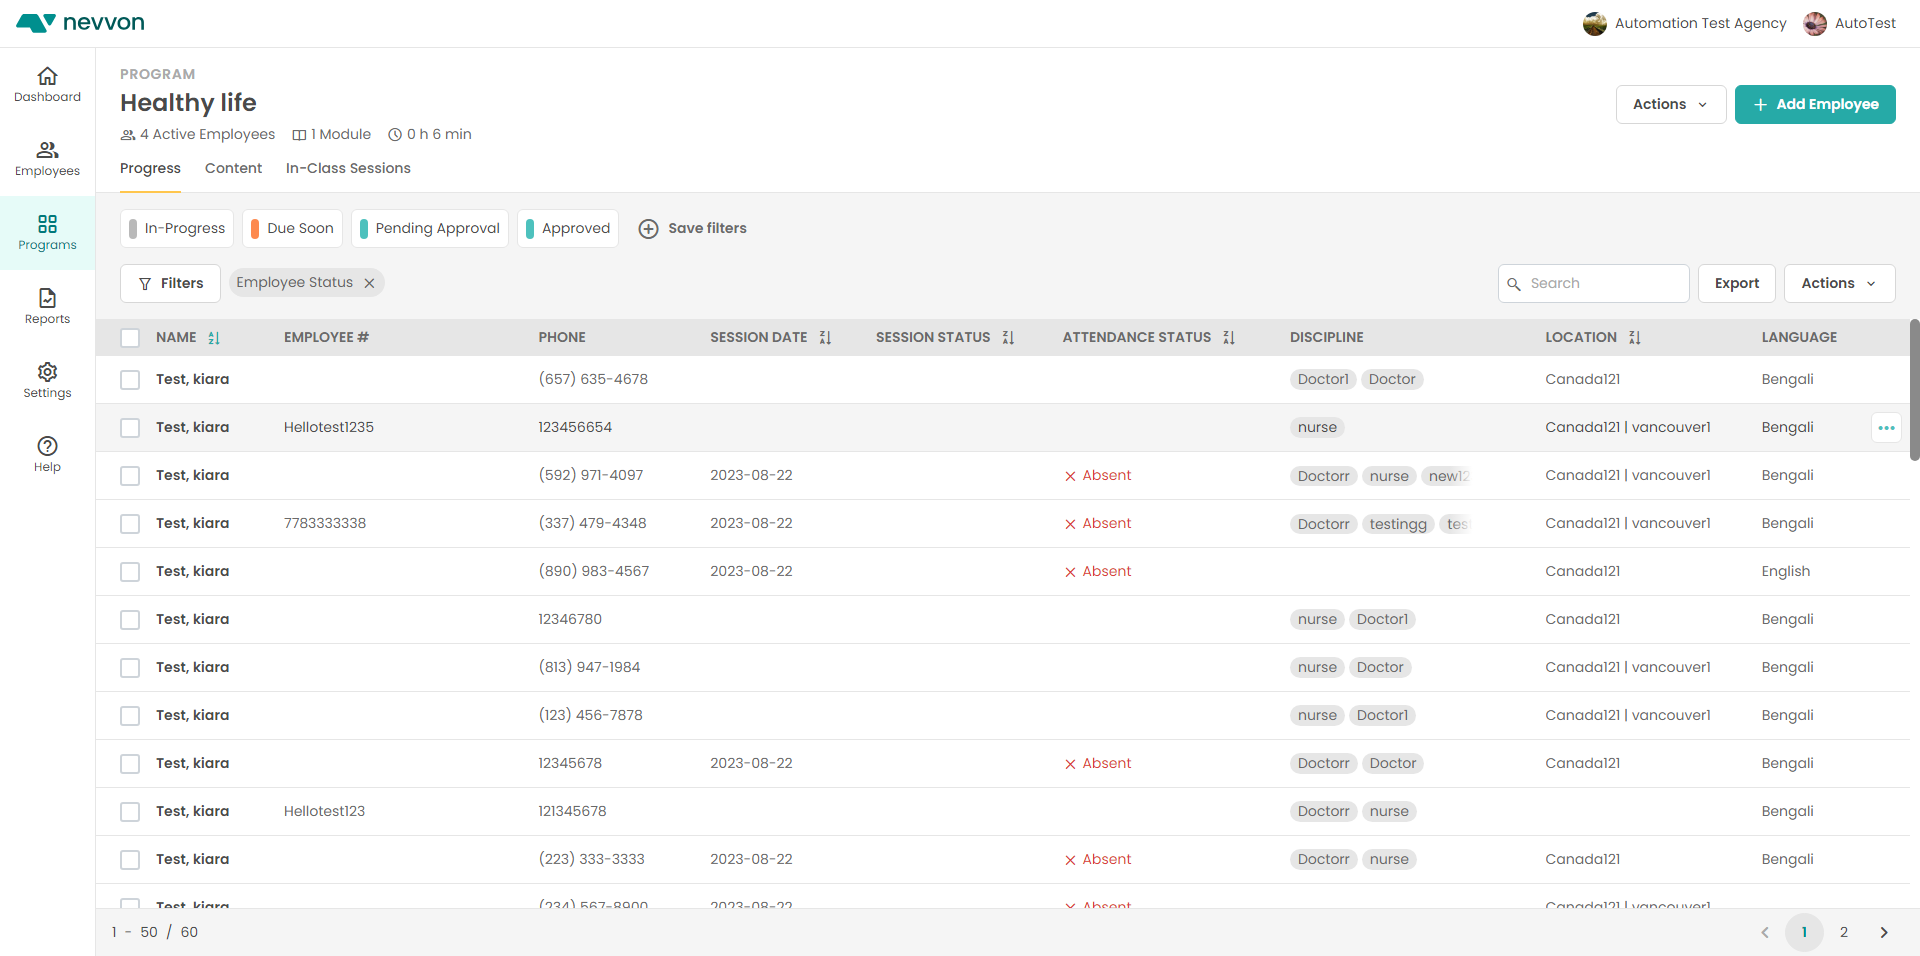 nevvon
Automation Test Agency AutoTest
Dashboard
Employees
Programs
Reports
Settings
Help
PROGRAM
Healthy life
4 Active Employees 1 Module 0 h 6 min
Actions + Add Employee
Progress Content In-Class Sessions
In-Progress Due Soon Pending Approval Approved Save filters
Filters Employee Status Search Export Actions
NAME EMPLOYEE # PHONE SESSION DATE SESSION STATUS ATTENDANCE STATUS DISCIPLINE LOCATION LANGUAGE
Test, kiara (657) 635-4678 Doctor1 Doctor Canada121 Bengali
Test, kiara Hellotest1235 123456654 nurse Canada121 | vancouver1 Bengali
Test, kiara (592) 971-4097 2023-08-22 Absent Doctorr nurse new12 Canada121 | vancouver1 Bengali
Test, kiara 7783333338 (337) 479-4348 2023-08-22 Absent Doctorr testingg tes Canada121 | vancouver1 Bengali
Test, kiara (890) 983-4567 2023-08-22 Absent Canada121 English
Test, kiara 12346780 nurse Doctor1 Canada121 Bengali
Test, kiara (813) 947-1984 nurse Doctor Canada121 | vancouver1 Bengali
Test, kiara (123) 456-7878 nurse Doctor1 Canada121 | vancouver1 Bengali
Test, kiara 12345678 2023-08-22 Absent Doctorr Doctor Canada121 Bengali
Test, kiara Hellotest123 121345678 Doctorr nurse Bengali
Test, kiara (223) 333-3333 2023-08-22 Absent Doctorr nurse Canada121 Bengali
Test, kiara (234) 567-8900 2023-08-22 Absent Canada121 | vancouver1
1 - 50 / 60 1 2